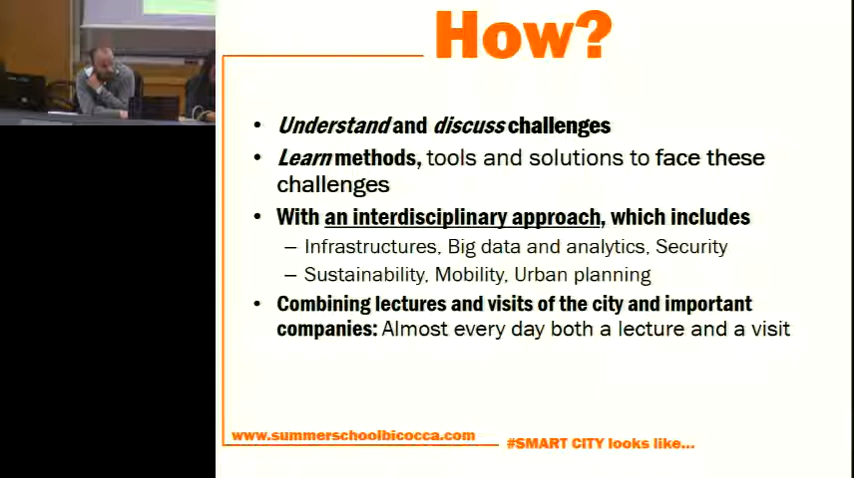 How?
• Understand and discuss challenges
• Learn methods, tools and solutions to face these
challenges
• With an interdisciplinary approach, which includes
– Infrastructures, Big data and analytics, Security
– Sustainability, Mobility, Urban planning
• Combining lectures and visits of the city and important
companies: Almost every day both a lecture and a visit
www.summerschoolbicocca.com
#SMART CITY looks like...